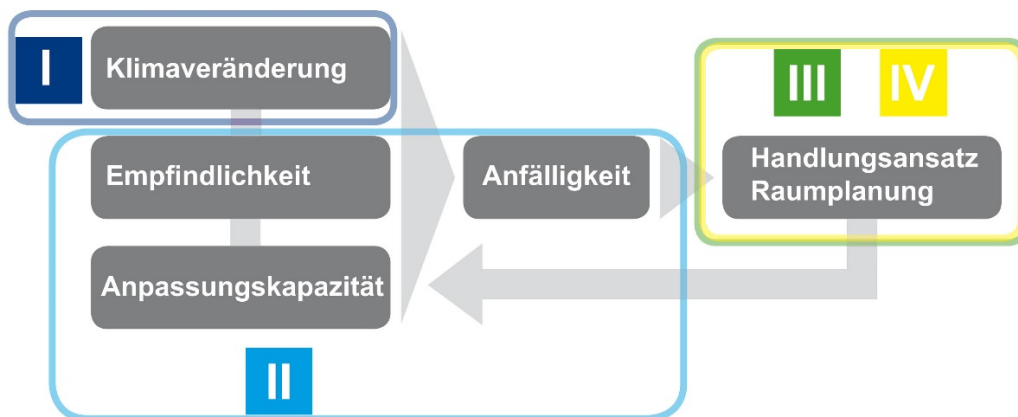 I
Klimaveränderung
Empfindlichkeit
Anpassungskapazität
II
Anfälligkeit
III
IV
Handlungsansatz
Raumplanung